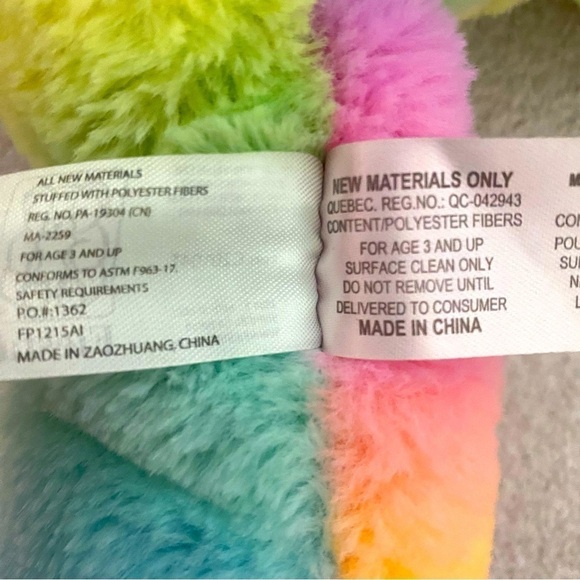 ALL NEW MATERIALS
STUFFED WITH POLYESTER FIBERS
REG. NO. PA-19304 (CN)
MA-2259
FOR AGE 3 AND UP
CONFORMS TO ASTM F963-17.
SAFETY REQUIREMENTS
P.O.#:1362
FP1215AI
MADE IN ZAOZHUANG, CHINA
NEW MATERIALS ONLY
QUEBEC. REG.NO.: QC-042943
CONTENT/POLYESTER FIBERS
FOR AGE 3 AND UP
SURFACE CLEAN ONLY
DO NOT REMOVE UNTIL
DELIVERED TO CONSUMER
MADE IN CHINA